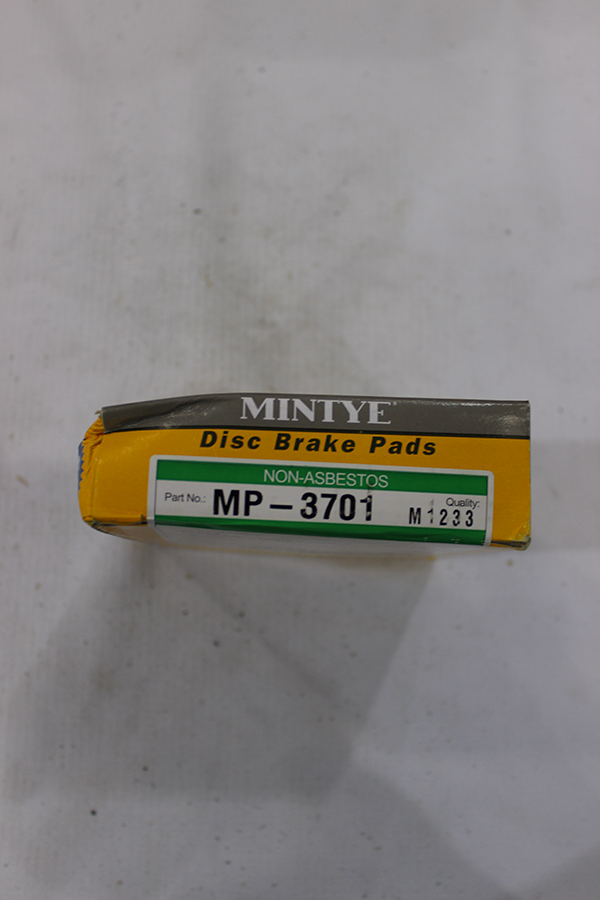 MINTYE
Disc Brake Pads
NON-ASBESTOS
Part No.: MP-3701
Quality: M1233